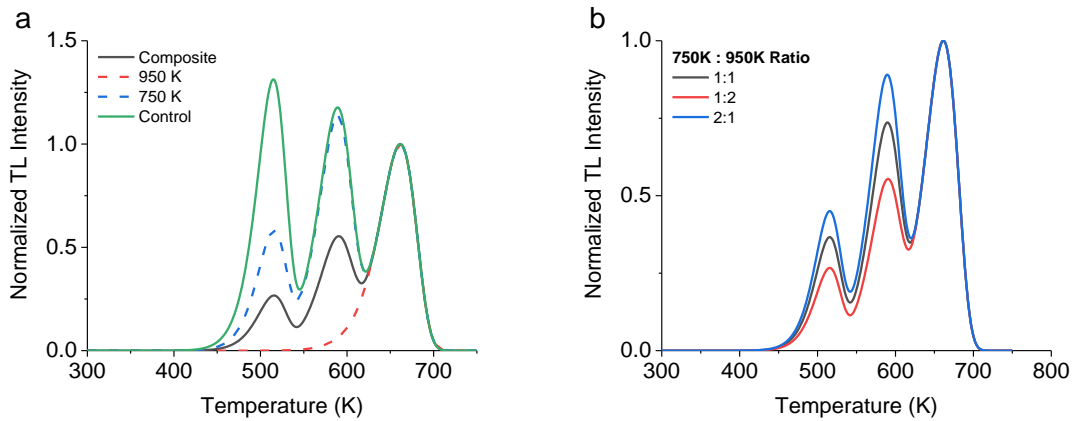 a
1.5
1.0
0.5
0.0
Normalized TL Intensity
Composite
950 K
750 K
Control
300
400
500
600
700
Temperature (K)
b
1.0
0.5
0.0
Normalized TL Intensity
750K : 950K Ratio
1:1
1:2
2:1
300
400
500
600
700
800
Temperature (K)